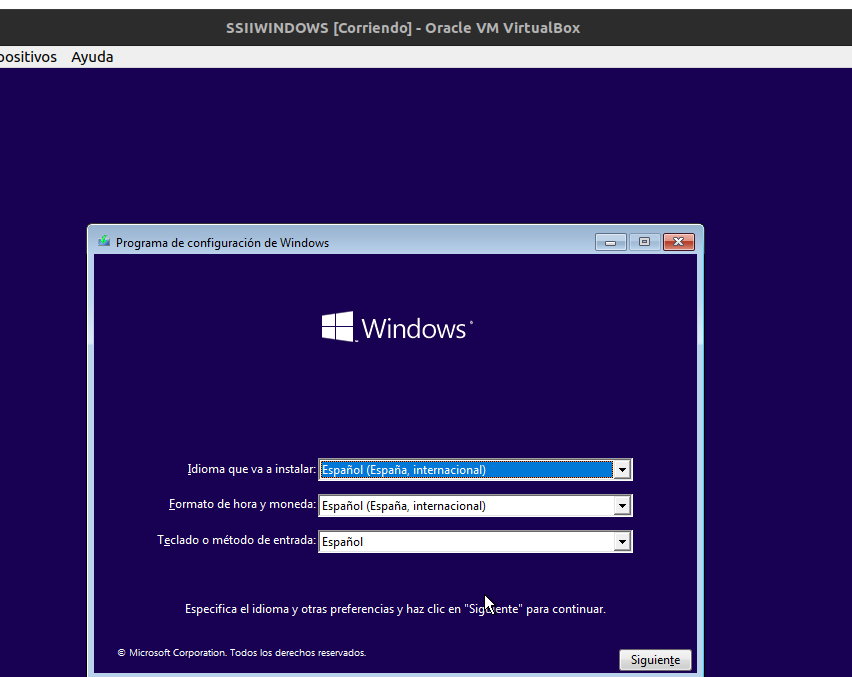 SSIIWINDOWS [Corriendo] - Oracle VM VirtualBox
positivos Ayuda
Programa de configuración de Windows
Windows
Idioma que va a instalar: Español (España, internacional)
Formato de hora y moneda: Español (España, internacional)
Teclado o método de entrada: Español
Especifica el idioma y otras preferencias y haz clic en "Siguiente" para continuar.
© Microsoft Corporation. Todos los derechos reservados.
Siguiente